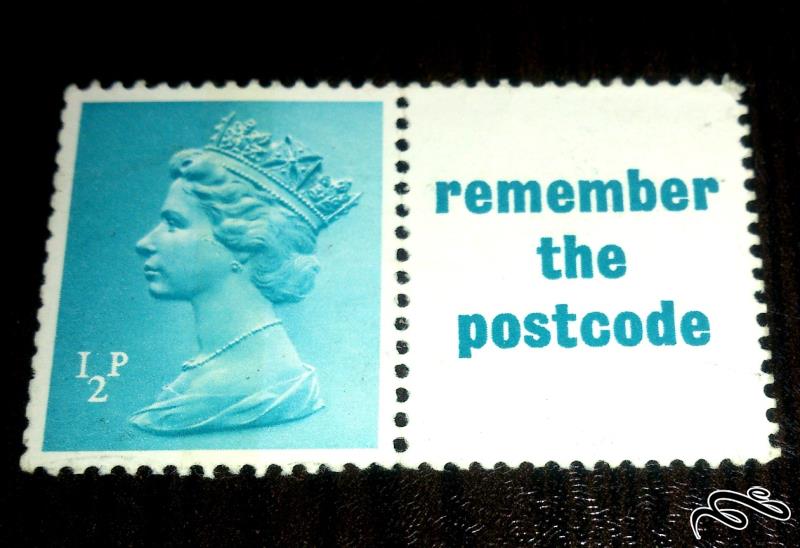 ½P
remember
the
postcode